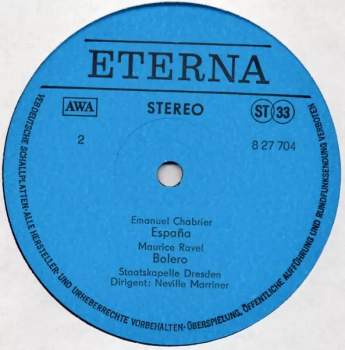 ETERNA
AWA
STEREO
ST 33
2
8 27 704
Emanuel Chabrier
España
Maurice Ravel
Bolero
Staatskapelle Dresden
Dirigent: Neville Marriner
VEB DEUTSCHE SCHALLPLATTEN · ALLE HERSTELLER- UND URHEBERRECHTE VORBEHALTEN · ÜBERSPIELUNG, ÖFFENTLICHE AUFFÜHRUNG UND RUNDFUNKSENDUNG VERBOTEN